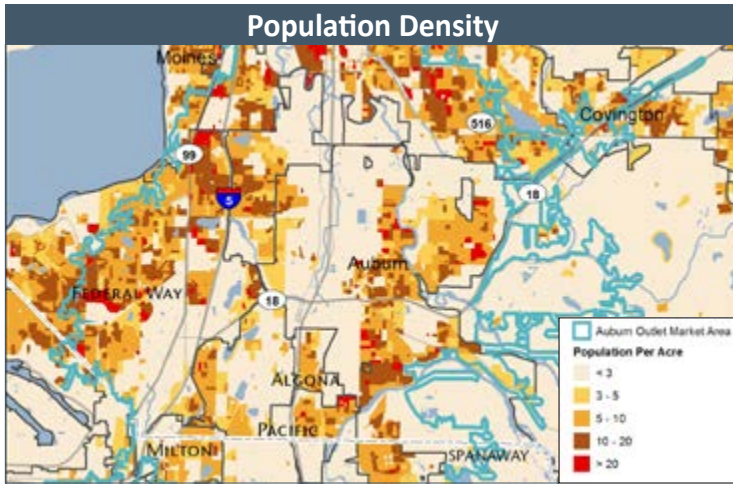 Population Density
Moines
Covington
516
99
18
5
Auburn
FEDERAL WAY
18
Auburn Outlet Market Area
Population Per Acre
< 3
3 - 5
5 - 10
10 - 20
> 20
ALGONA
PACIFIC
MILTON
SPANAWAY